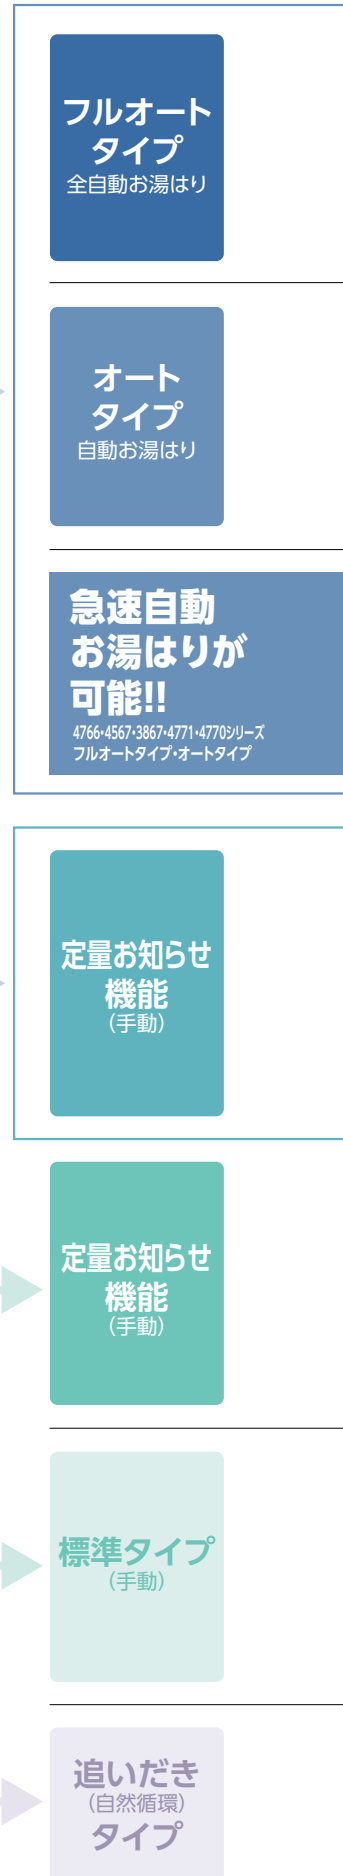 フルオート
タイプ
全自動お湯はり
オート
タイプ
自動お湯はり
急速自動
お湯はりが
可能!!
4766・4567・3867・4771・4770シリーズ
フルオートタイプ・オートタイプ
定量お知らせ
機能
（手動）
定量お知らせ
機能
（手動）
標準タイプ
（手動）
追いだき
（自然循環）
タイプ